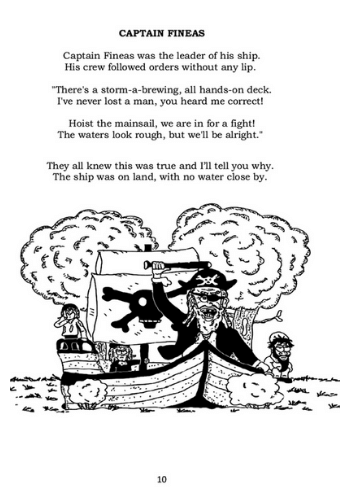 CAPTAIN FINEAS
Captain Fineas was the leader of his ship.
His crew followed orders without any lip.
"There's a storm-a-brewing, all hands-on deck.
I've never lost a man, you heard me correct!
Hoist the mainsail, we are in for a fight!
The waters look rough, but we'll be alright."
They all knew this was true and I'll tell you why.
The ship was on land, with no water close by.
10